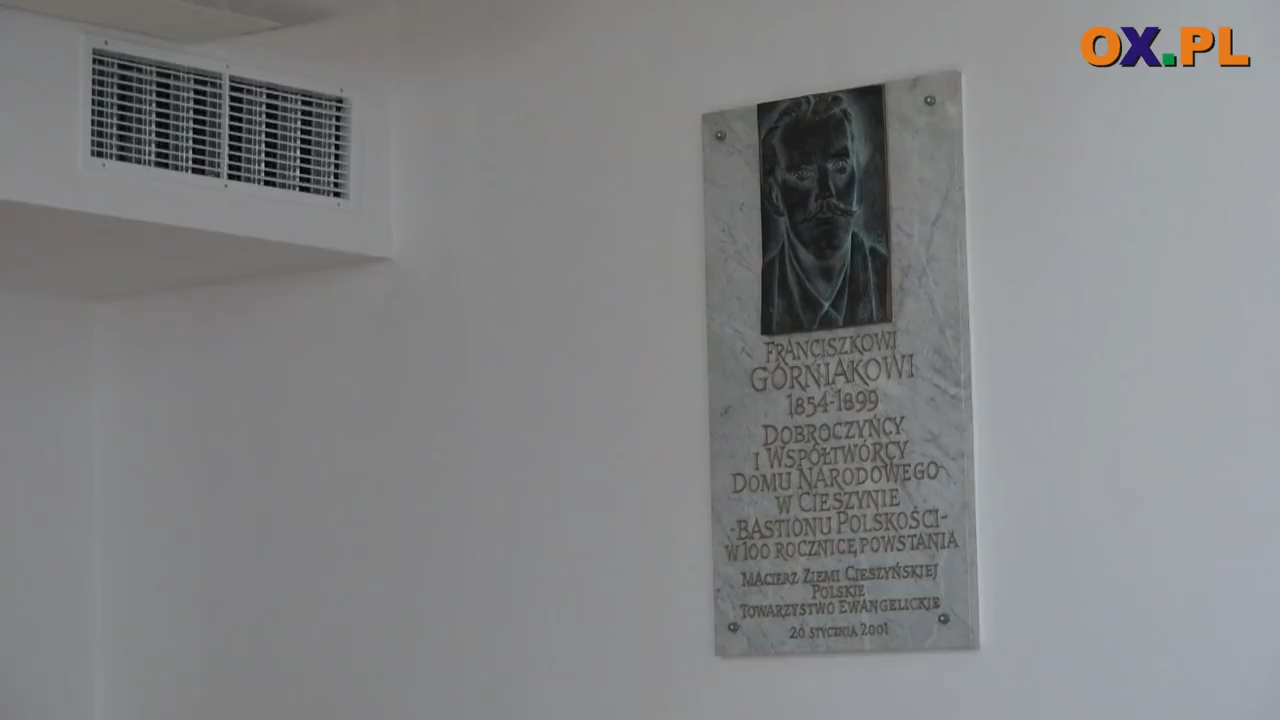 OX.PL
FRANCISZKOWI
GÓRNIAKOWI
1854-1899
DOBROCZYŃCY
I WSPÓŁTWÓRCY
DOMU NARODOWEGO
W CIESZYNIE
-BASTIONU POLSKOŚCI-
W 100 ROCZNICĘ POWSTANIA
MACIERZ ZIEMI CIESZYŃSKIEJ
POLSKIE
TOWARZYSTWO EWANGELICKIE
20 STYCZNIA 2001